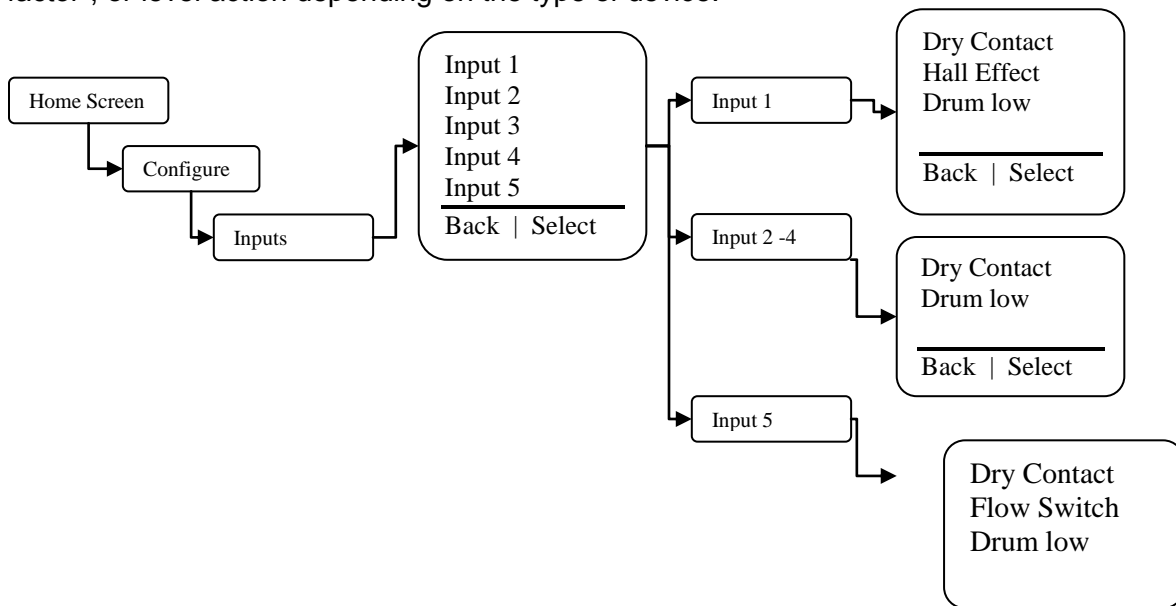 factor , or level action depending on the type of device.
Home Screen
Configure
Inputs
Input 1
Input 2
Input 3
Input 4
Input 5
Back | Select
Input 1
Dry Contact
Hall Effect
Drum low
Back | Select
Input 2 -4
Dry Contact
Drum low
Back | Select
Input 5
Dry Contact
Flow Switch
Drum low